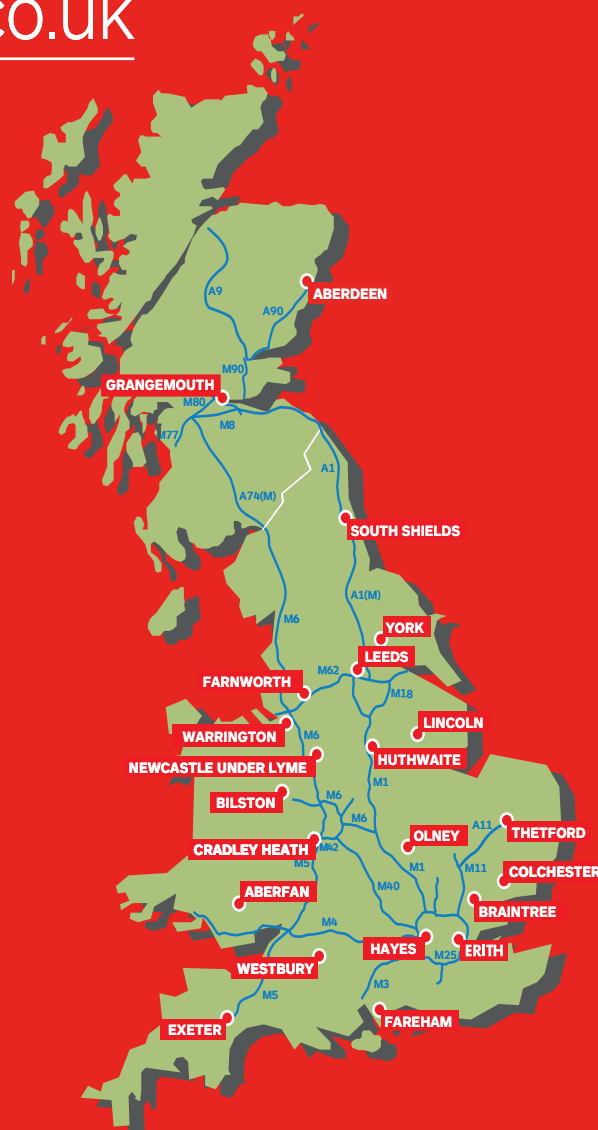 co.uk
ABERDEEN
A9
A90
M90
GRANGEMOUTH
M80
M8
M77
A1
A74(M)
SOUTH SHIELDS
A1(M)
M6
YORK
LEEDS
M62
FARNWORTH
M18
LINCOLN
WARRINGTON
M6
HUTHWAITE
NEWCASTLE UNDER LYME
M1
M6
BILSTON
M6
A11
THETFORD
OLNEY
CRADLEY HEATH
M42
M5
M1
M11
COLCHESTER
M40
ABERFAN
BRAINTREE
M4
HAYES
ERITH
M25
WESTBURY
M3
M5
FAREHAM
EXETER